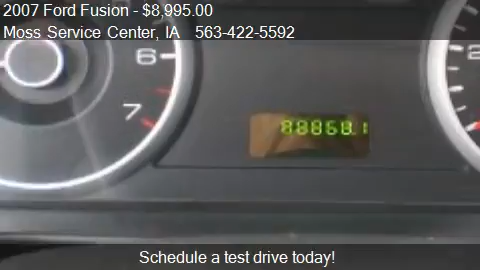 2007 Ford Fusion - $8,995.00
Moss Service Center, IA 563-422-5592
6
7
2
Schedule a test drive today!